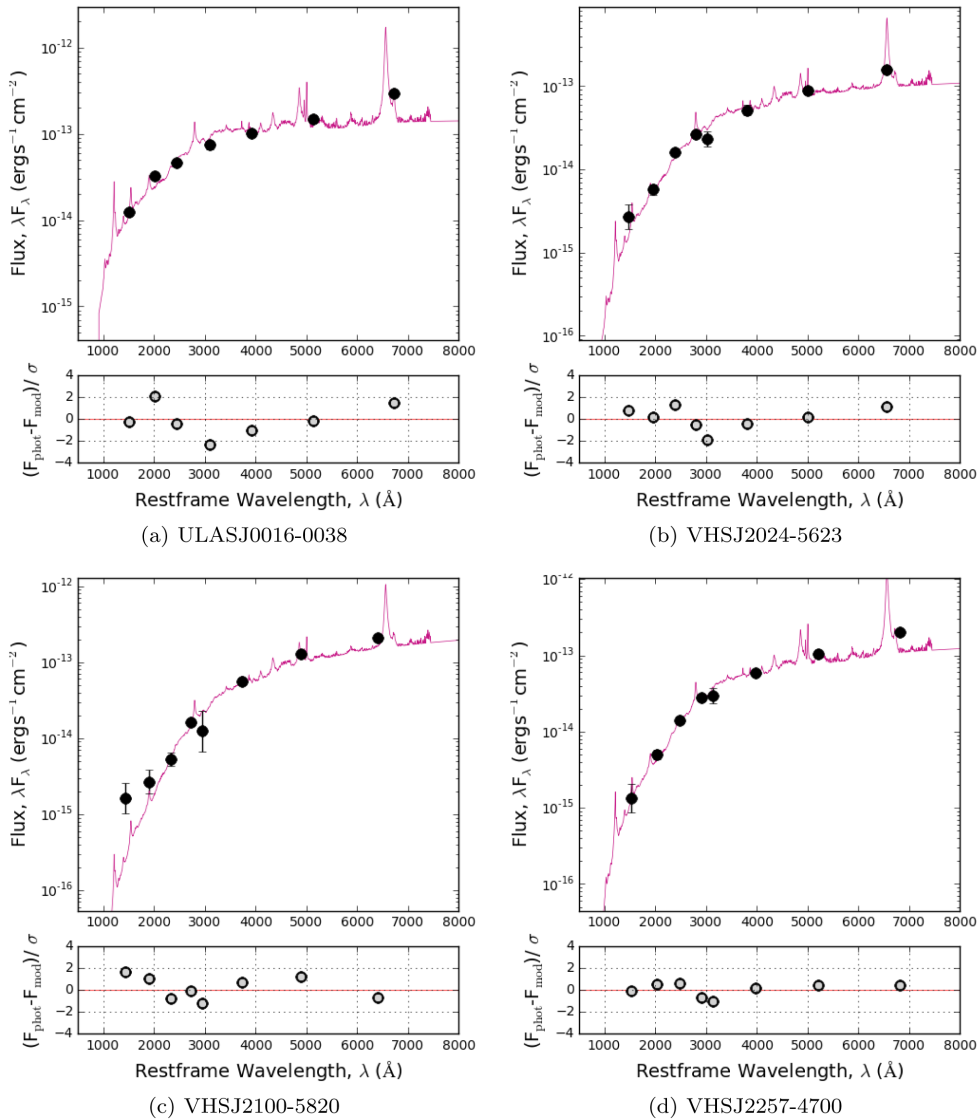 10⁻¹²
10⁻¹³
10⁻¹⁴
10⁻¹⁵
Flux, λF_λ (ergs⁻¹ cm⁻²)
1000 2000 3000 4000 5000 6000 7000 8000
4
2
0
−2
−4
(F_phot-F_mod)/ σ
1000 2000 3000 4000 5000 6000 7000 8000
Restframe Wavelength, λ (Å)
(a) ULASJ0016-0038
10⁻¹³
10⁻¹⁴
10⁻¹⁵
10⁻¹⁶
Flux, λF_λ (ergs⁻¹ cm⁻²)
1000 2000 3000 4000 5000 6000 7000 8000
4
2
0
−2
−4
(F_phot-F_mod)/ σ
1000 2000 3000 4000 5000 6000 7000 8000
Restframe Wavelength, λ (Å)
(b) VHSJ2024-5623
10⁻¹²
10⁻¹³
10⁻¹⁴
10⁻¹⁵
10⁻¹⁶
Flux, λF_λ (ergs⁻¹ cm⁻²)
1000 2000 3000 4000 5000 6000 7000 8000
4
2
0
−2
−4
(F_phot-F_mod)/ σ
1000 2000 3000 4000 5000 6000 7000 8000
Restframe Wavelength, λ (Å)
(c) VHSJ2100-5820
10⁻¹²
10⁻¹³
10⁻¹⁴
10⁻¹⁵
10⁻¹⁶
Flux, λF_λ (ergs⁻¹ cm⁻²)
1000 2000 3000 4000 5000 6000 7000 8000
4
2
0
−2
−4
(F_phot-F_mod)/ σ
1000 2000 3000 4000 5000 6000 7000 8000
Restframe Wavelength, λ (Å)
(d) VHSJ2257-4700